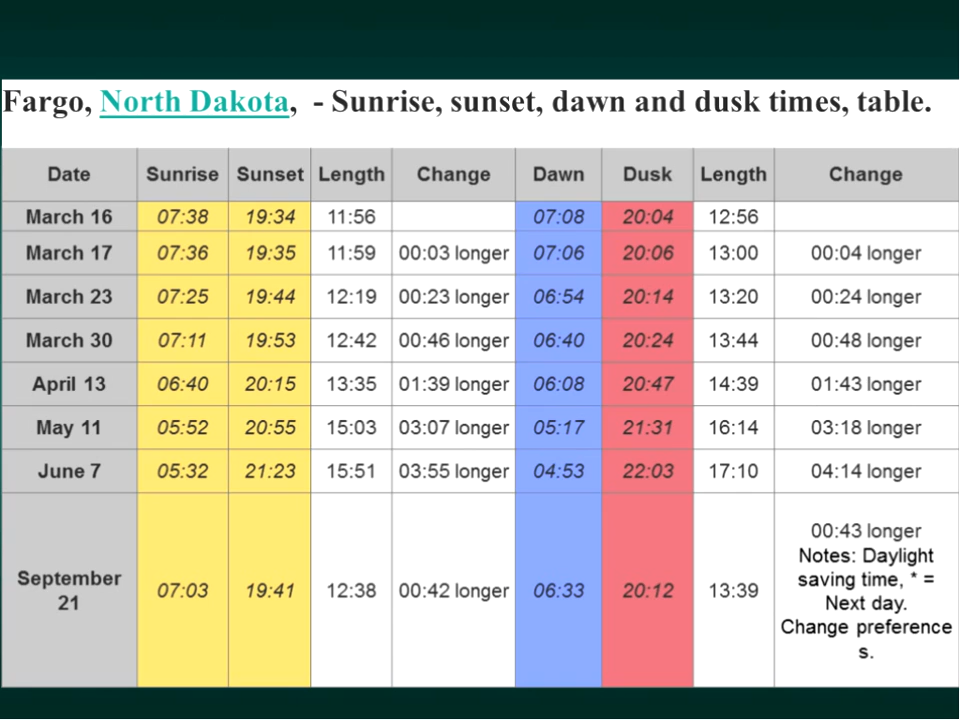 Fargo, North Dakota,  - Sunrise, sunset, dawn and dusk times, table.
Date Sunrise Sunset Length Change Dawn Dusk Length Change
March 16 07:38 19:34 11:56 07:08 20:04 12:56
March 17 07:36 19:35 11:59 00:03 longer 07:06 20:06 13:00 00:04 longer
March 23 07:25 19:44 12:19 00:23 longer 06:54 20:14 13:20 00:24 longer
March 30 07:11 19:53 12:42 00:46 longer 06:40 20:24 13:44 00:48 longer
April 13 06:40 20:15 13:35 01:39 longer 06:08 20:47 14:39 01:43 longer
May 11 05:52 20:55 15:03 03:07 longer 05:17 21:31 16:14 03:18 longer
June 7 05:32 21:23 15:51 03:55 longer 04:53 22:03 17:10 04:14 longer
September
21 07:03 19:41 12:38 00:42 longer 06:33 20:12 13:39
00:43 longer
Notes: Daylight
saving time, * =
Next day.
Change preference
s.